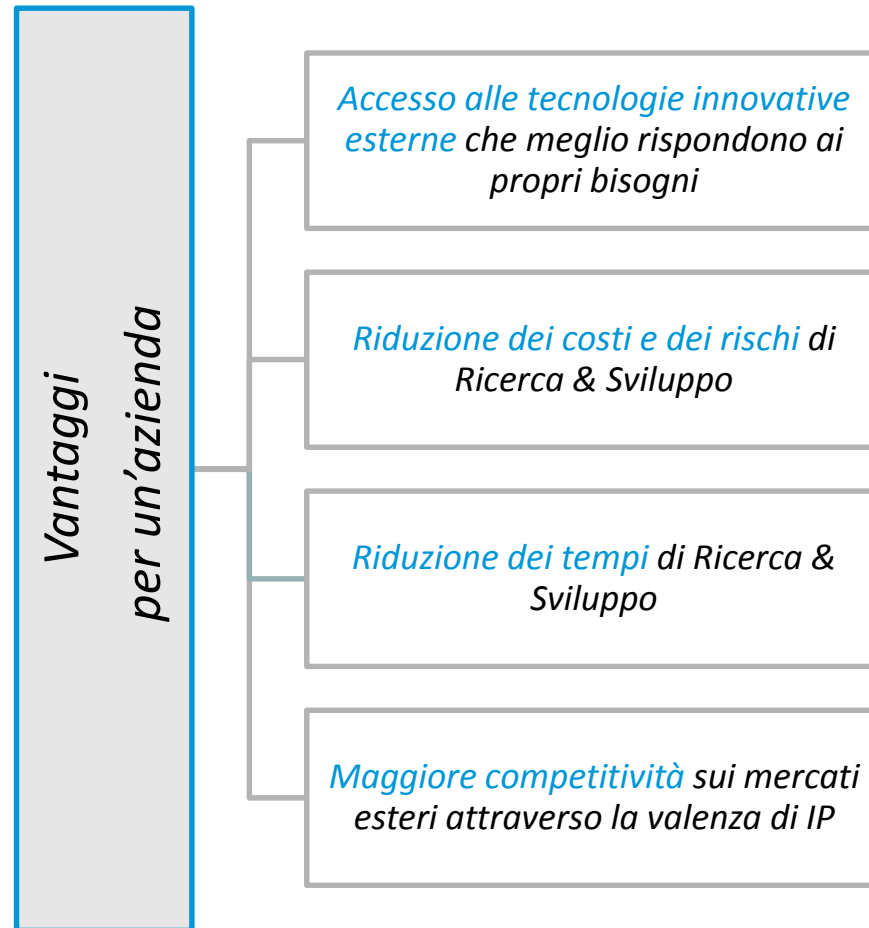 Vantaggi
per un'azienda
Accesso alle tecnologie innovative
esterne che meglio rispondono ai
propri bisogni
Riduzione dei costi e dei rischi di
Ricerca & Sviluppo
Riduzione dei tempi di Ricerca &
Sviluppo
Maggiore competitività sui mercati
esteri attraverso la valenza di IP